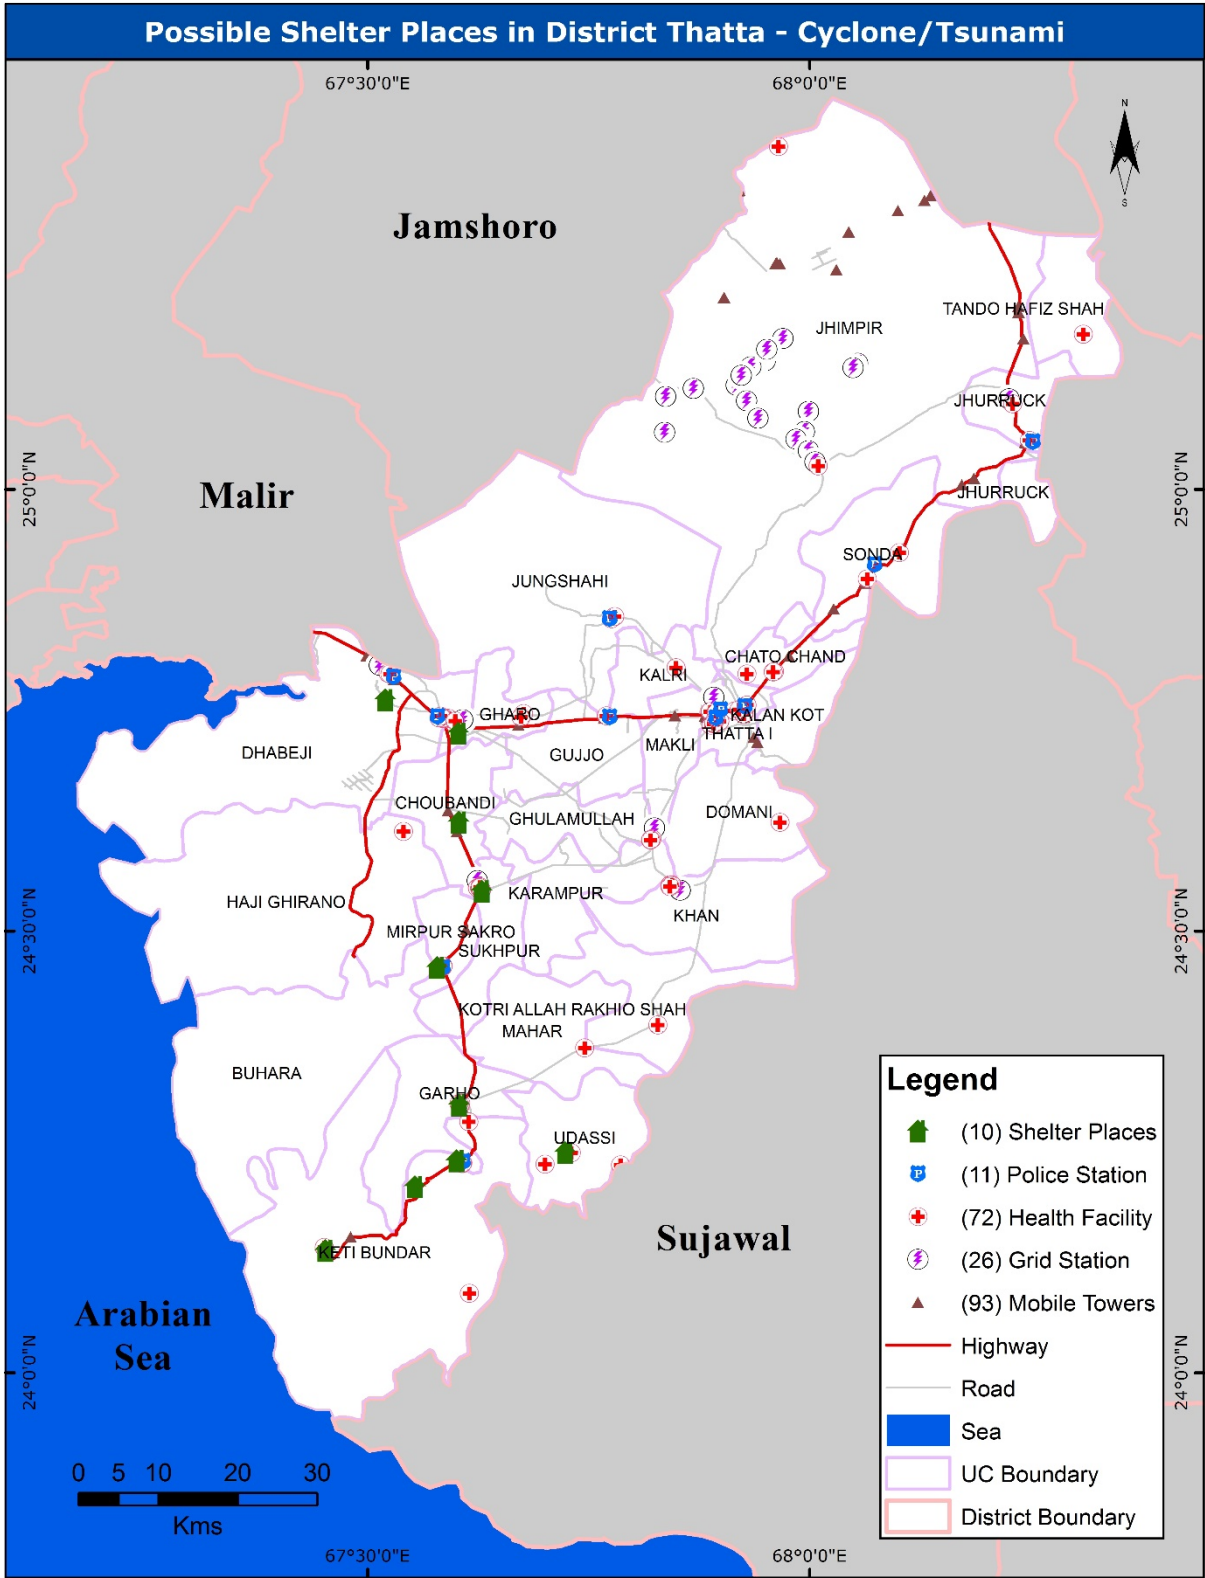 Possible Shelter Places in District Thatta - Cyclone/Tsunami
67°30'0"E
68°0'0"E
N
S
Jamshoro
TANDO HAFIZ SHAH
JHIMPIR
JHURRUCK
25°0'0"N
Malir
JHURRUCK
25°0'0"N
SONDA
JUNGSHAHI
CHATO CHAND
KALRI
GHARO
KALAN KOT
THATTA I
MAKLI
DHABEJI
GUJJO
CHOUBANDI
GHULAMULLAH
DOMANI
HAJI GHIRANO
KARAMPUR
KHAN
24°30'0"N
MIRPUR SAKRO
24°30'0"N
SUKHPUR
KOTRI ALLAH RAKHIO SHAH
MAHAR
BUHARA
GARHO
UDASSI
KETI BUNDAR
Sujawal
Arabian
Sea
24°0'0"N
24°0'0"N
Legend
(10) Shelter Places
P
(11) Police Station
(72) Health Facility
(26) Grid Station
(93) Mobile Towers
Highway
Road
Sea
UC Boundary
District Boundary
0 5 10 20 30
Kms
67°30'0"E
68°0'0"E